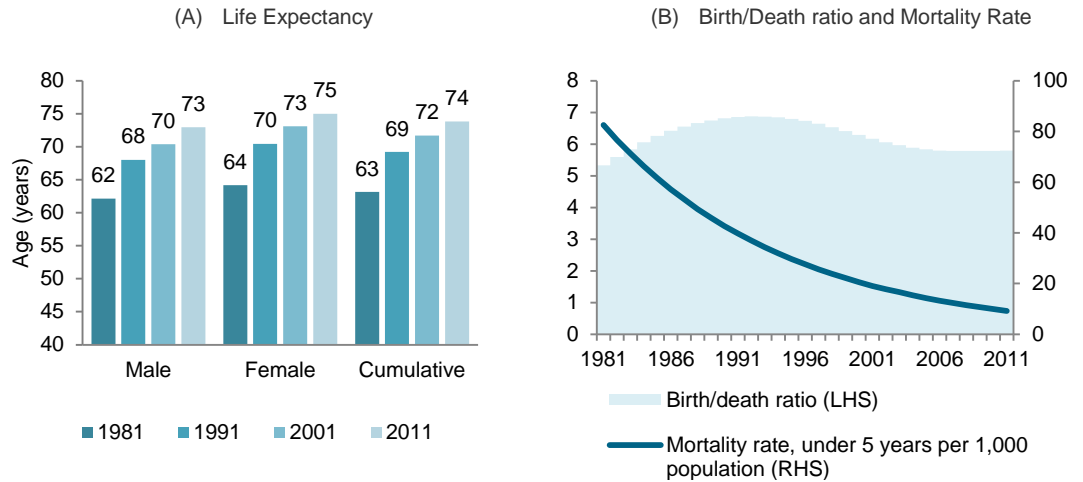 (A) Life Expectancy
80
75
70
65
60
55
50
45
40
Age (years)
62 68 70 73
64 70 73 75
63 69 72 74
Male Female Cumulative
1981 1991 2001 2011
(B) Birth/Death ratio and Mortality Rate
8
7
6
5
4
3
2
1
0
100
80
60
40
20
0
1981 1986 1991 1996 2001 2006 2011
Birth/death ratio (LHS)
Mortality rate, under 5 years per 1,000
population (RHS)